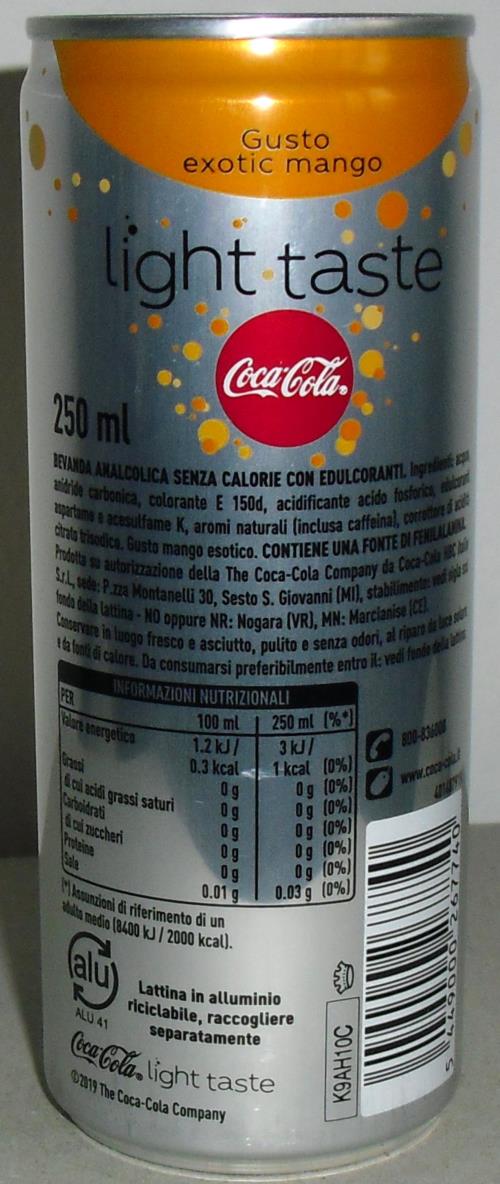 Gusto
exotic mango
light taste
Coca-Cola
250 ml
BEVANDA ANALCOLICA SENZA CALORIE CON EDULCORANTI. Ingredienti: acqua,
anidride carbonica, colorante E 150d, acidificante acido fosforico, edulcoranti
aspartame e acesulfame K, aromi naturali (inclusa caffeina), correttore di acidità
citrato trisodico. Gusto mango esotico. CONTIENE UNA FONTE DI FENILALANINA.
Prodotta su autorizzazione della The Coca-Cola Company da Coca-Cola HBC Italia
S.r.l., sede: P.zza Montanelli 30, Sesto S. Giovanni (MI), stabilimento: vedi sigla sul
fondo della lattina - NO oppure NR: Nogara (VR), MN: Marcianise (CE).
Conservare in luogo fresco e asciutto, pulito e senza odori, al riparo da luce solare
e da fonti di calore. Da consumarsi preferibilmente entro il: vedi fondo della lattina.
INFORMAZIONI NUTRIZIONALI
PER 100 ml 250 ml (%*)
Valore energetico 1.2 kJ / 3 kJ /
0.3 kcal 1 kcal (0%)
Grassi 0 g 0 g (0%)
di cui acidi grassi saturi 0 g 0 g (0%)
Carboidrati 0 g 0 g (0%)
di cui zuccheri 0 g 0 g (0%)
Proteine 0 g 0 g (0%)
Sale 0.01 g 0.03 g (0%)
(*) Assunzioni di riferimento di un
adulto medio (8400 kJ / 2000 kcal).
800-836000
www.coca-cola.it
alu
ALU 41
Lattina in alluminio
riciclabile, raccogliere
separatamente
Coca-Cola light taste
©2019 The Coca-Cola Company
K9AH10C
5 449000 267740